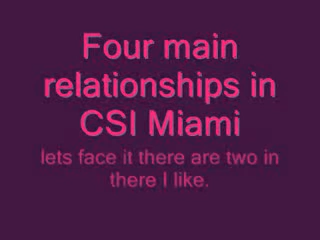 Four main
relationships in
CSI Miami
lets face it there are two in
there I like.